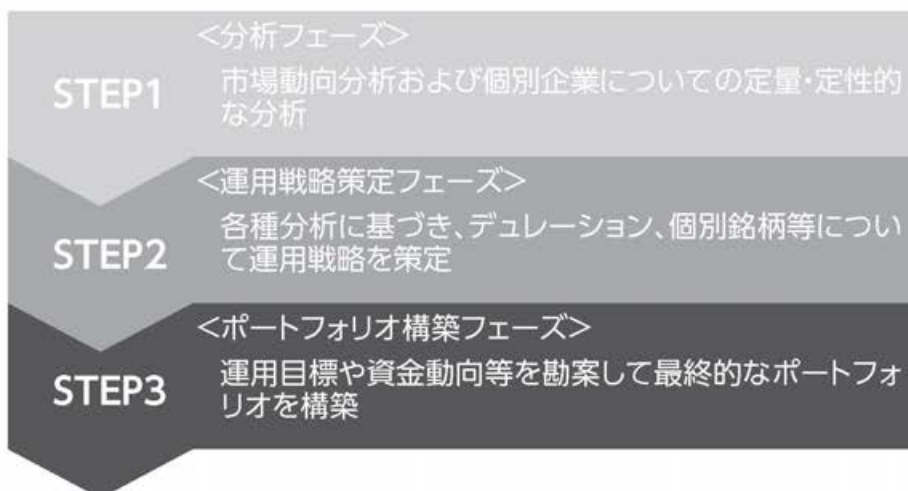 STEP1
<分析フェーズ>
市場動向分析および個別企業についての定量・定性的
な分析
STEP2
<運用戦略策定フェーズ>
各種分析に基づき、デュレーション、個別銘柄等につい
て運用戦略を策定
STEP3
<ポートフォリオ構築フェーズ>
運用目標や資金動向等を勘案して最終的なポートフォ
リオを構築